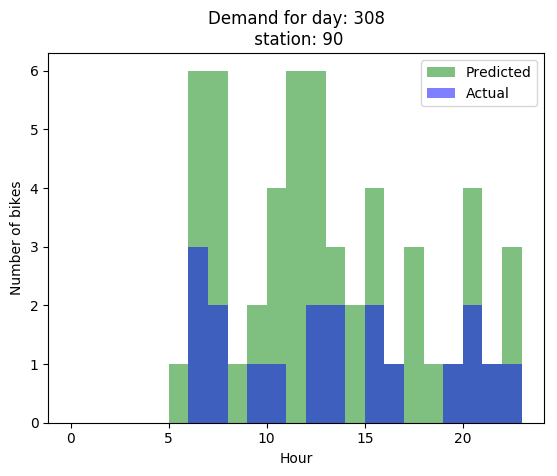 Demand for day: 308
station: 90
Predicted
Actual
Number of bikes
6
5
4
3
2
1
0
0 5 10 15 20
Hour